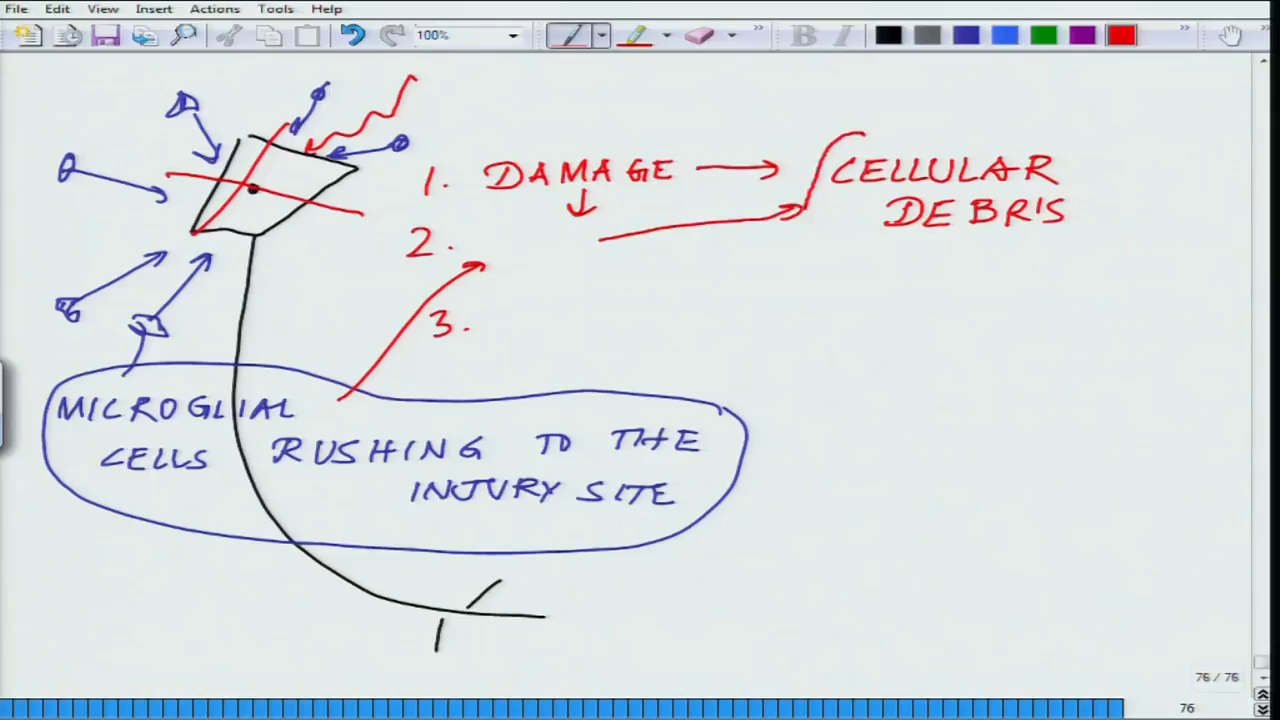 File Edit View Insert Actions Tools Help
100%
1. DAMAGE → CELLULAR
DEBRIS
2.
3.
MICROGLIAL
CELLS RUSHING TO THE
INJURY SITE
76 / 76
76